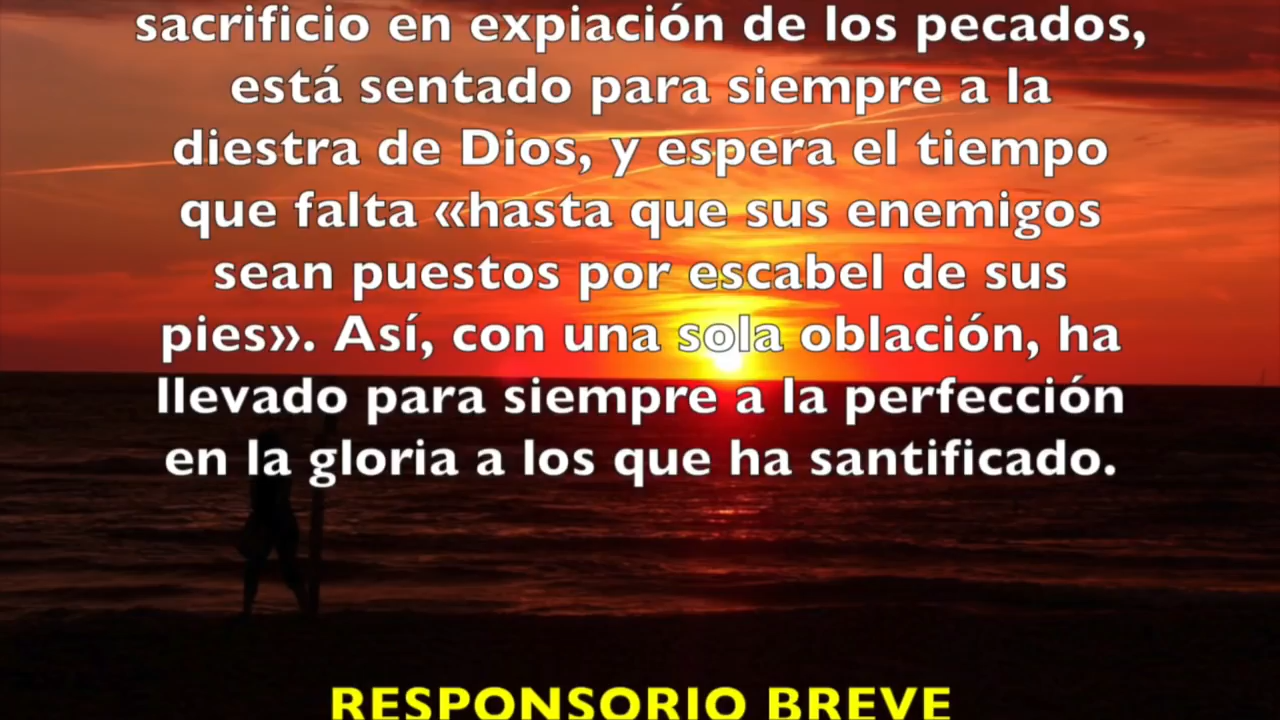 sacrificio en expiación de los pecados,
está sentado para siempre a la
diestra de Dios, y espera el tiempo
que falta «hasta que sus enemigos
sean puestos por escabel de sus
pies». Así, con una sola oblación, ha
llevado para siempre a la perfección
en la gloria a los que ha santificado.
RESPONSORIO BREVE